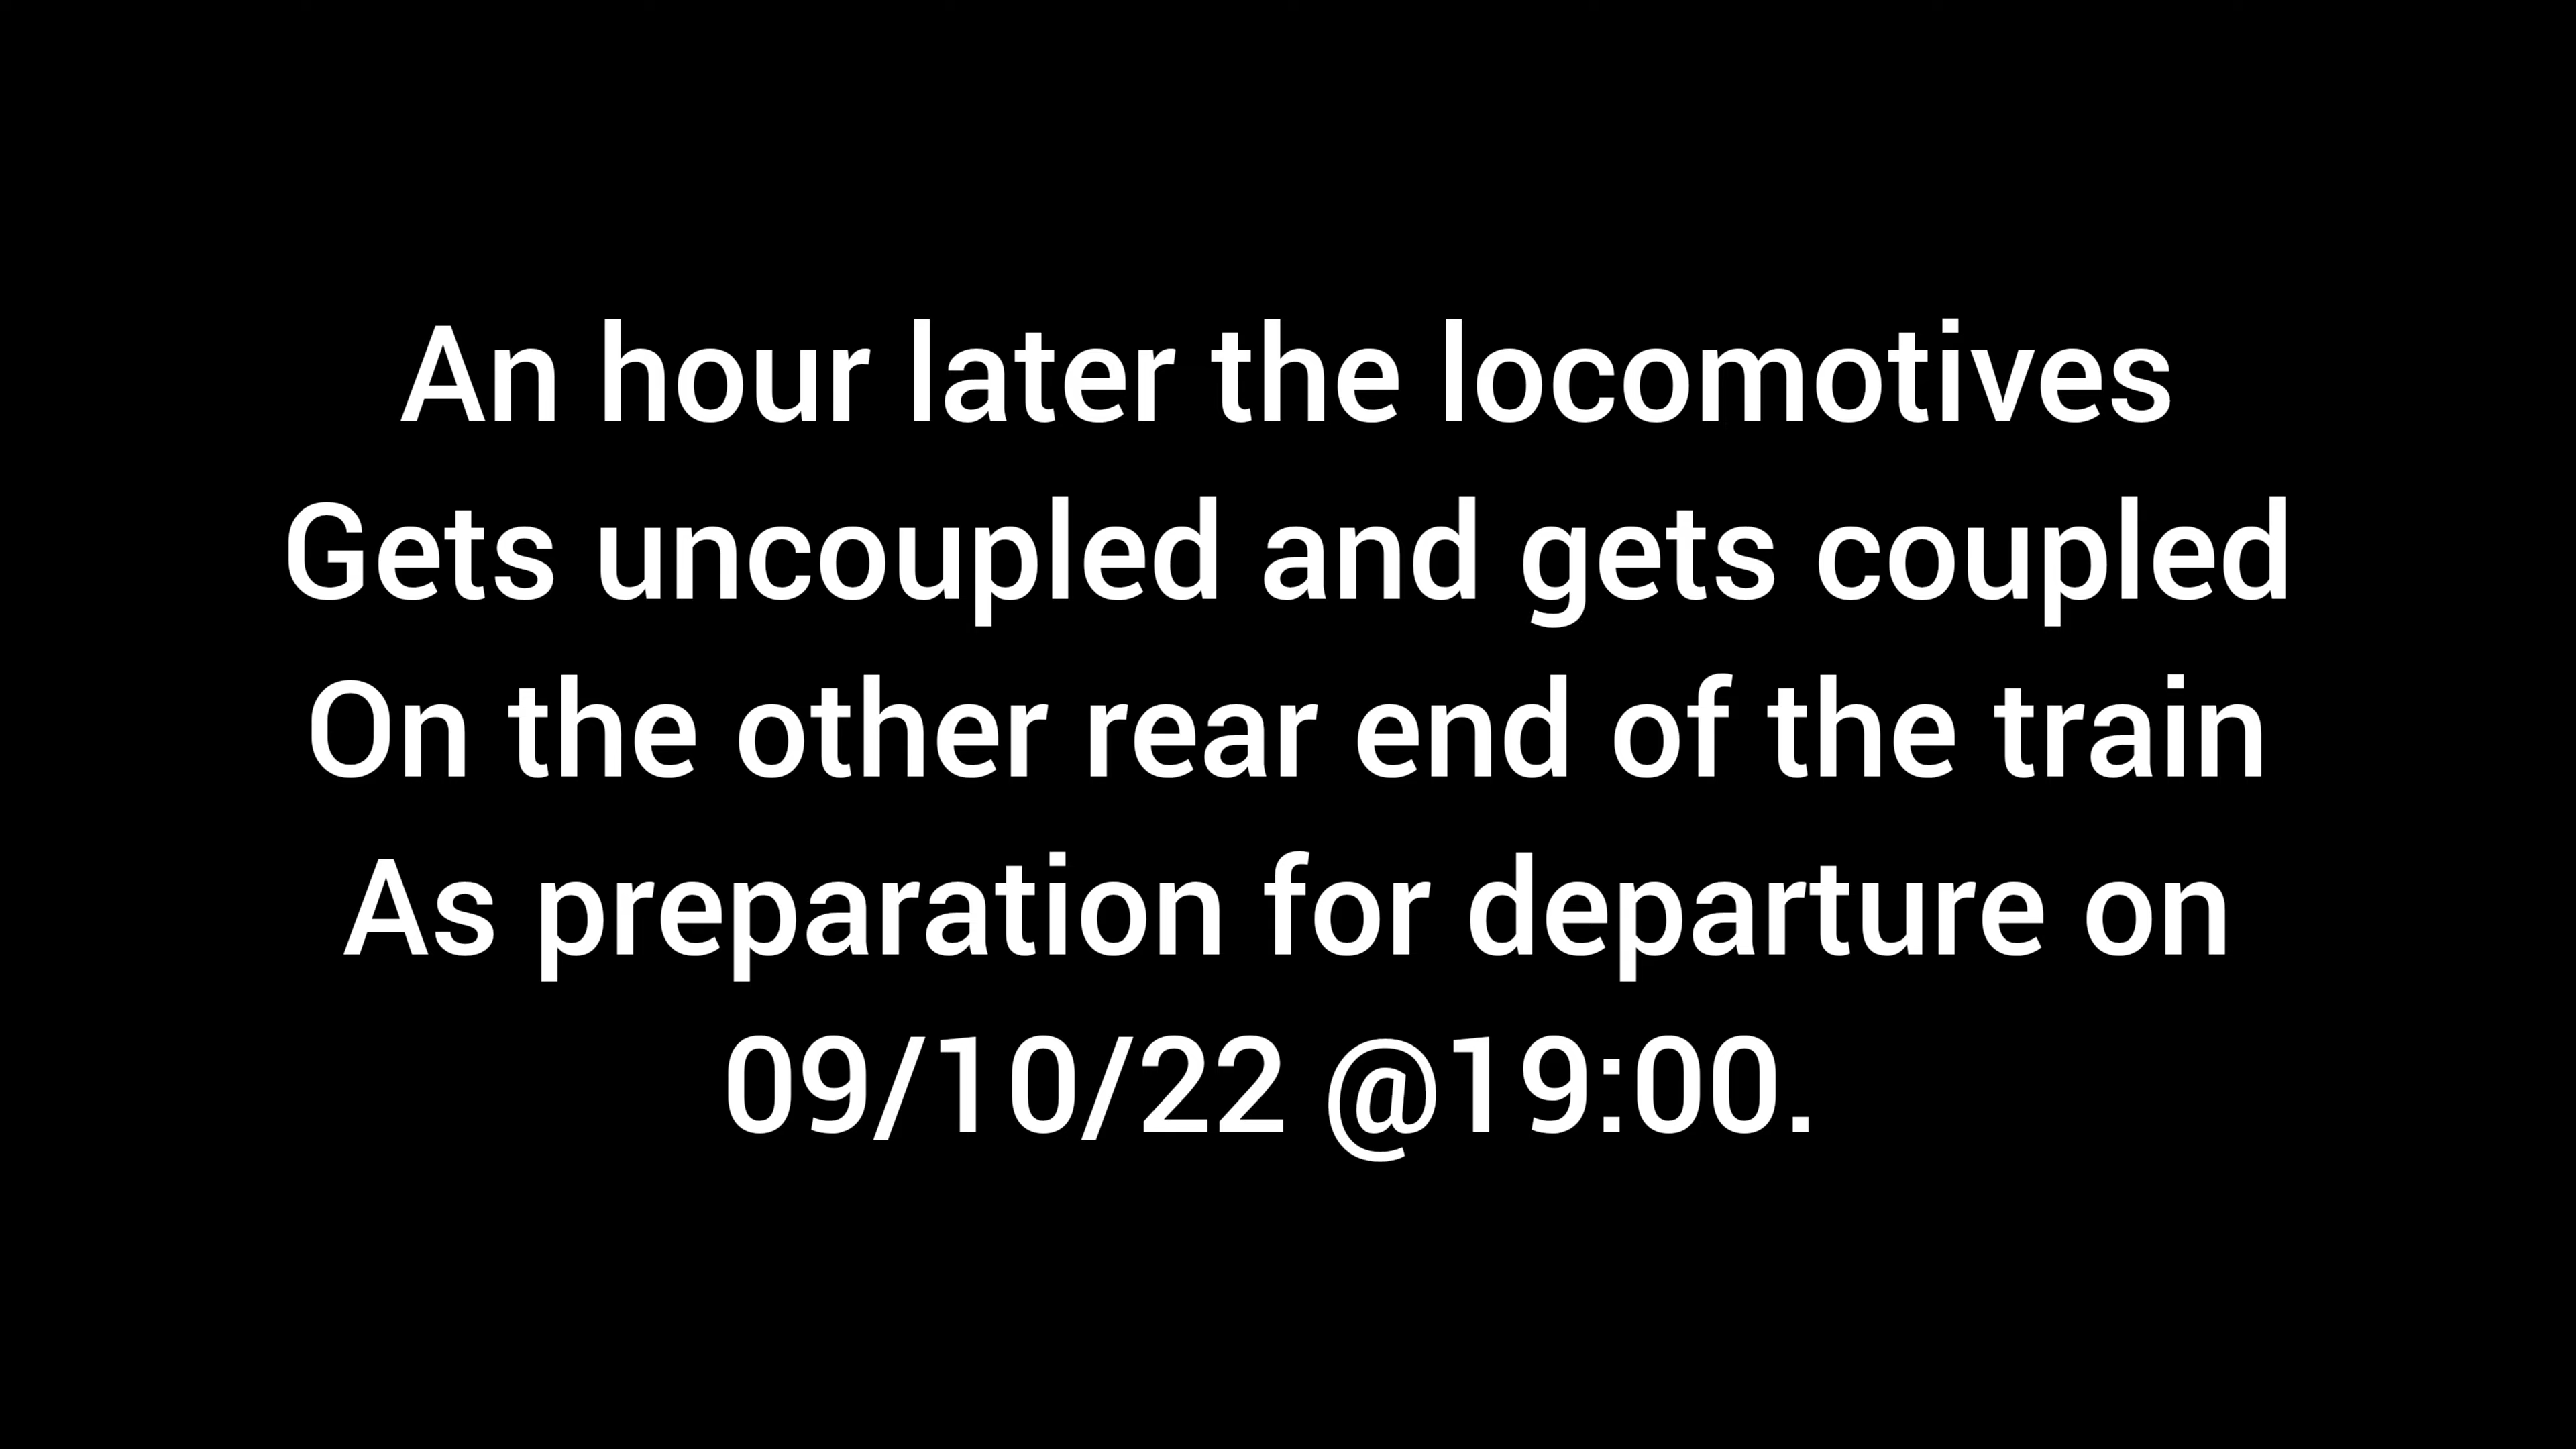 An hour later the locomotives
Gets uncoupled and gets coupled
On the other rear end of the train
As preparation for departure on
09/10/22 @19:00.